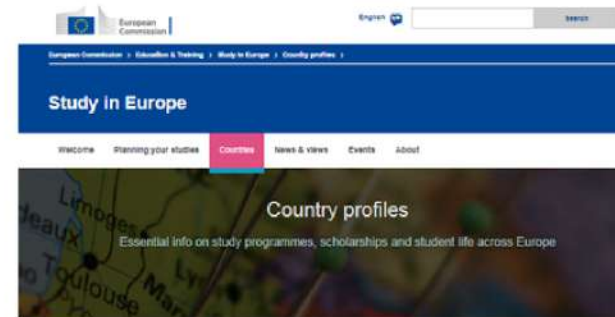 European
Commission
English
Search
European Commission > Education & Training > Study in Europe > Country profiles >
Study in Europe
Welcome Planning your studies Countries News & views Events About
Country profiles
Essential info on study programmes, scholarships and student life across Europe
Limoges
deaux
Toulouse